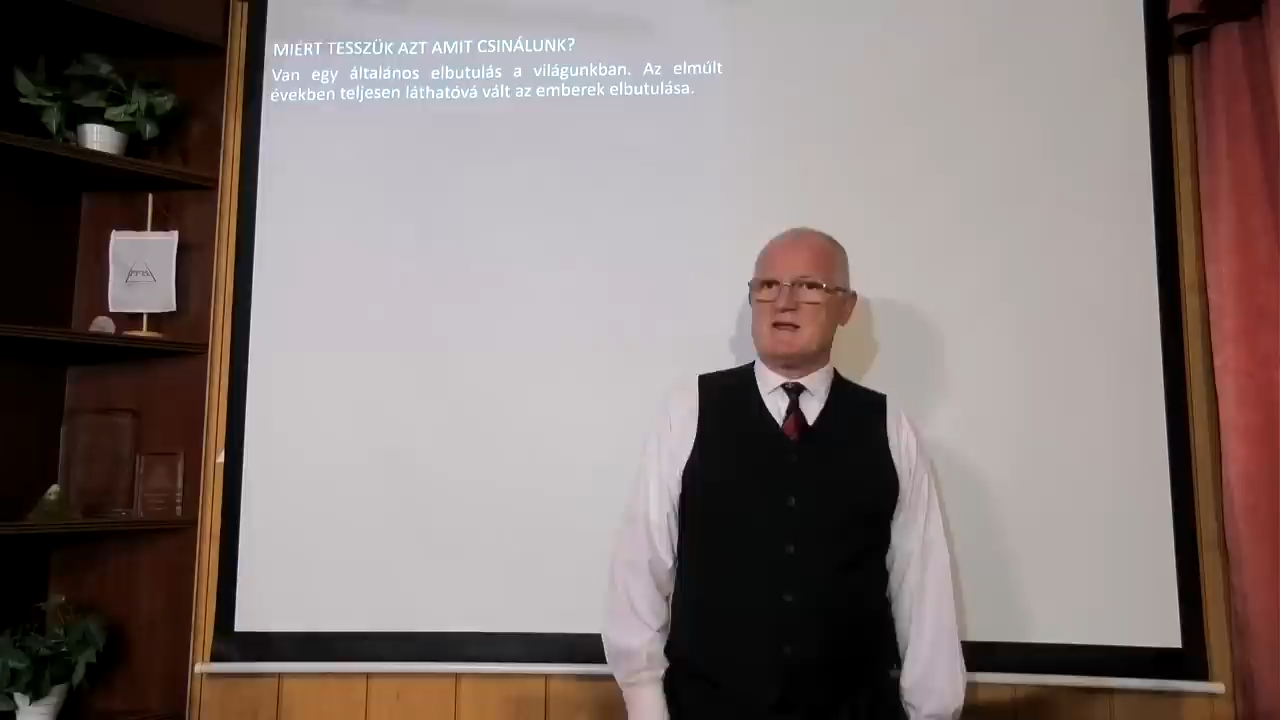 MIÉRT TESSZÜK AZT AMIT CSINÁLUNK?
Van egy általános elbutulás a világunkban. Az elmúlt
években teljesen láthatóvá vált az emberek elbutulása.